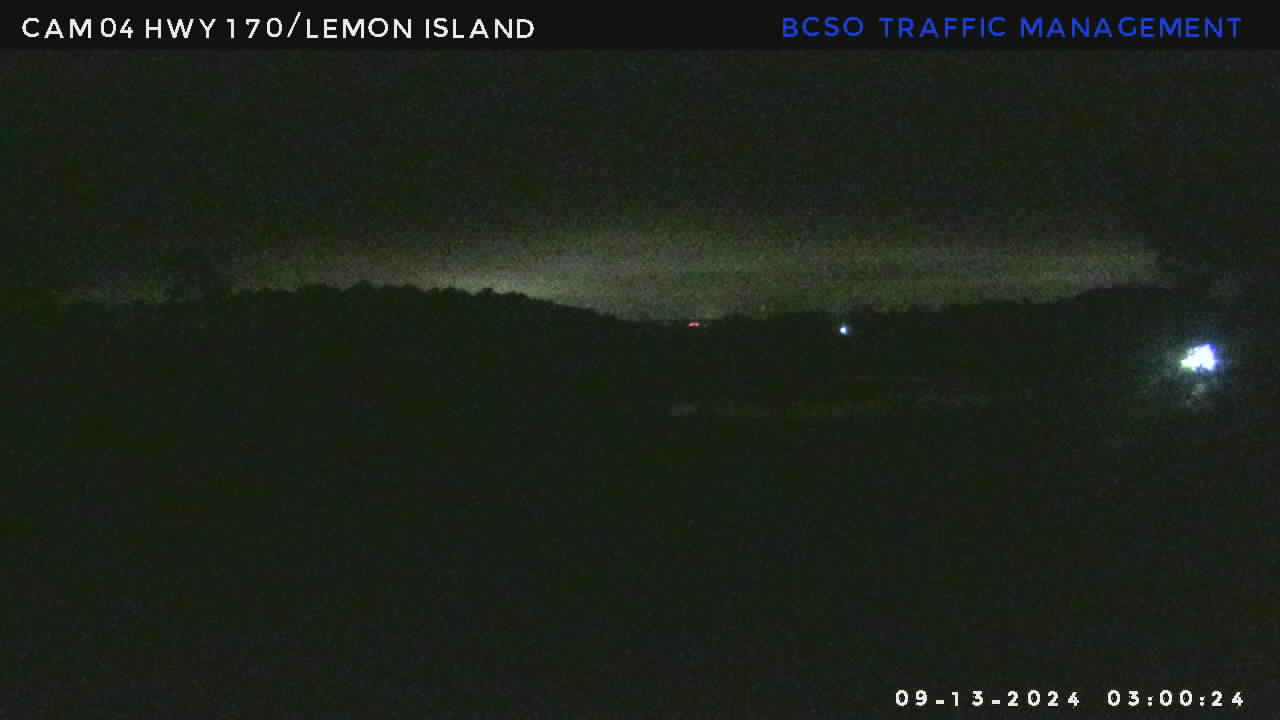 CAM04 HWY 170/LEMON ISLAND
BCSO TRAFFIC MANAGEMENT
09-13-2024 03:00:24